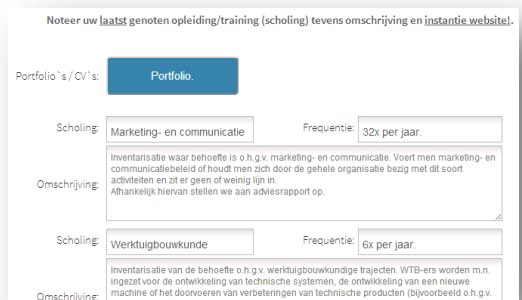 Noteer uw laatst genoten opleiding/training (scholing) tevens omschrijving en instantie website!.
Portfolio`s / CV`s: Portfolio.
Scholing: Marketing- en communicatie Frequentie: 32x per jaar.
Omschrijving: Inventarisatie waar behoefte is o.h.g.v. marketing- en communicatie. Voert men marketing- en
communicatiebeleid of houdt men zich door de gehele organisatie bezig met dit soort
activiteiten en zit er geen of weinig lijn in.
Afhankelijk hiervan stellen we aan adviesrapport op.
Scholing: Werktuigbouwkunde Frequentie: 6x per jaar.
Omschrijving: Inventarisatie van de behoefte o.h.g.v. werktuigbouwkundige trajecten. WTB-ers worden m.n.
ingezet voor de ontwikkeling van technische systemen, de ontwikkeling van een nieuwe
machine of het doorvoeren van verbeteringen van technische producten (bijvoorbeeld o.h.g.v.